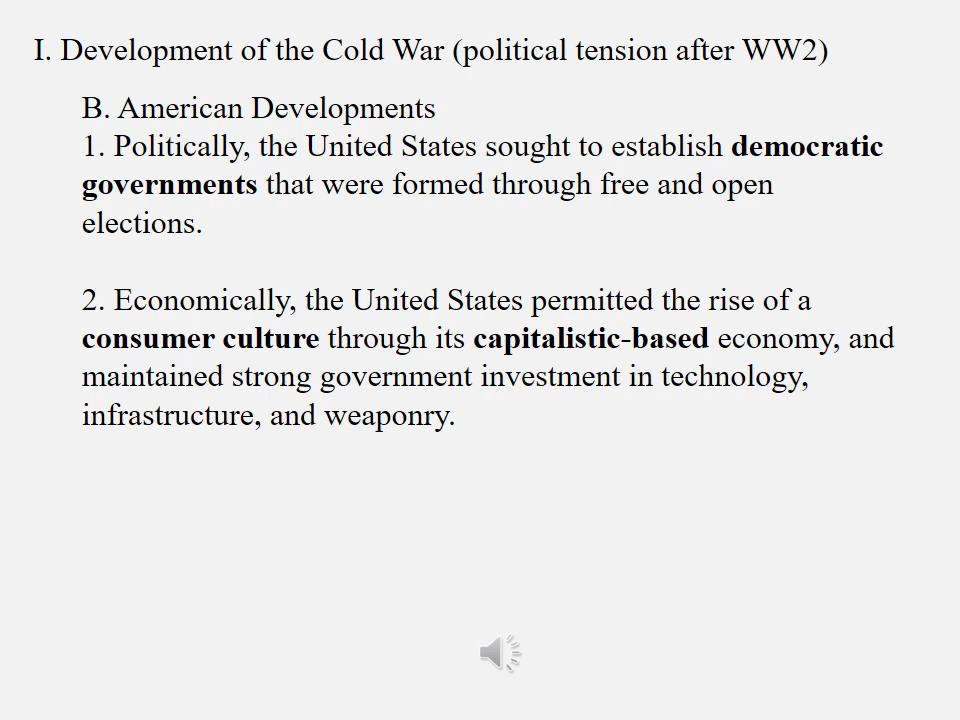 I. Development of the Cold War (political tension after WW2)
B. American Developments
1. Politically, the United States sought to establish democratic
governments that were formed through free and open
elections.
2. Economically, the United States permitted the rise of a
consumer culture through its capitalistic-based economy, and
maintained strong government investment in technology,
infrastructure, and weaponry.